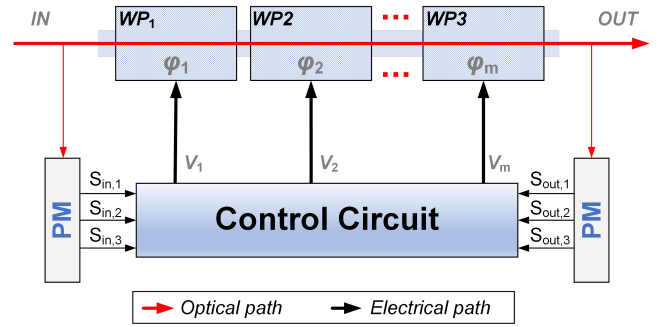 IN
OUT
WP1
WP2
WP3
φ1
φ2
φm
V1
V2
Vm
PM
Sin,1
Sin,2
Sin,3
Control Circuit
Sout,1
Sout,2
Sout,3
PM
Optical path
Electrical path